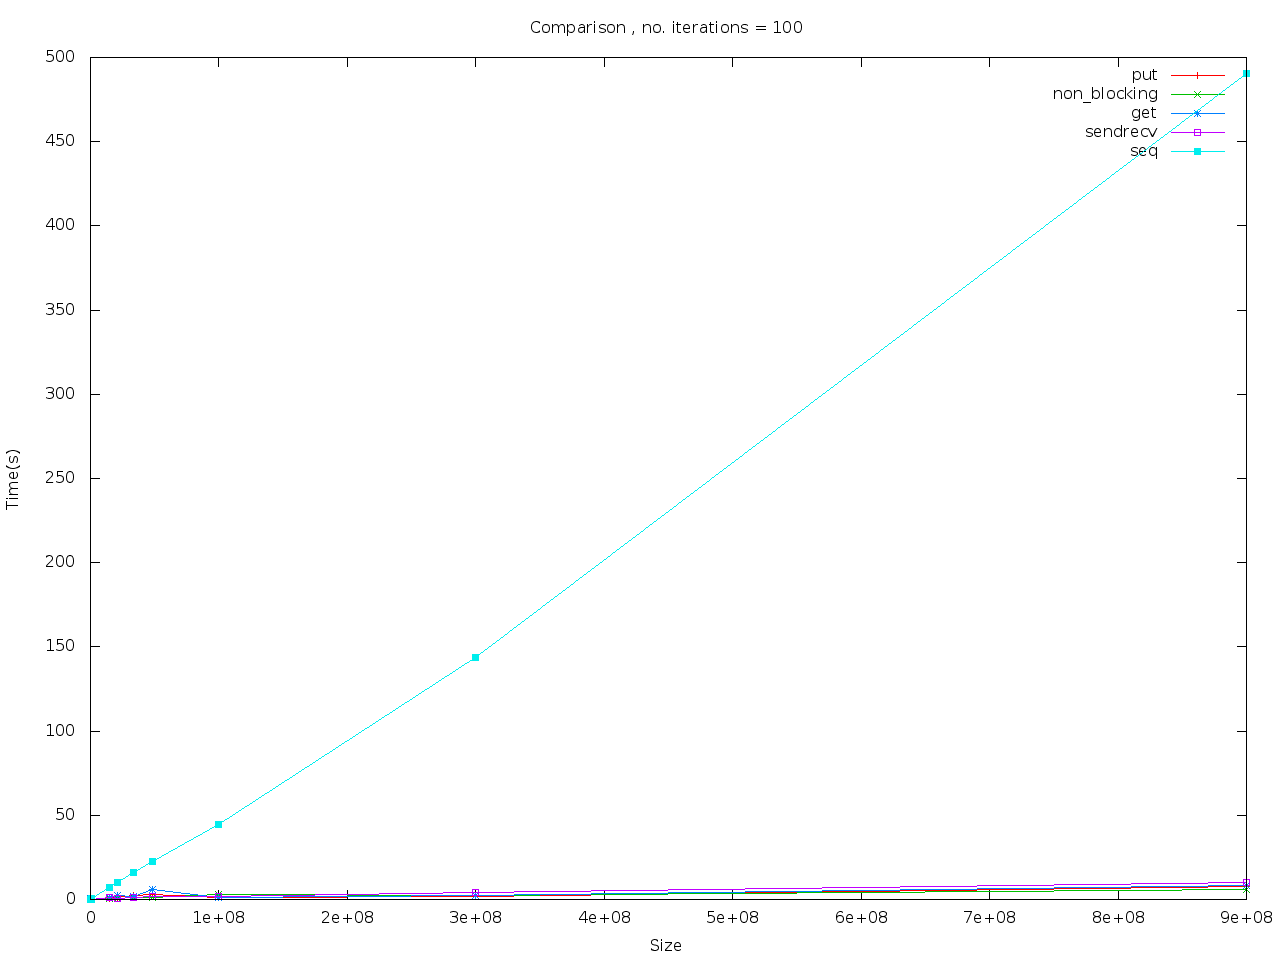 Comparison , no. iterations = 100
500
450
400
350
300
250
200
150
100
50
0
Time(s)
put
non_blocking
get
sendrecv
seq
0 1e+08 2e+08 3e+08 4e+08 5e+08 6e+08 7e+08 8e+08 9e+08
Size